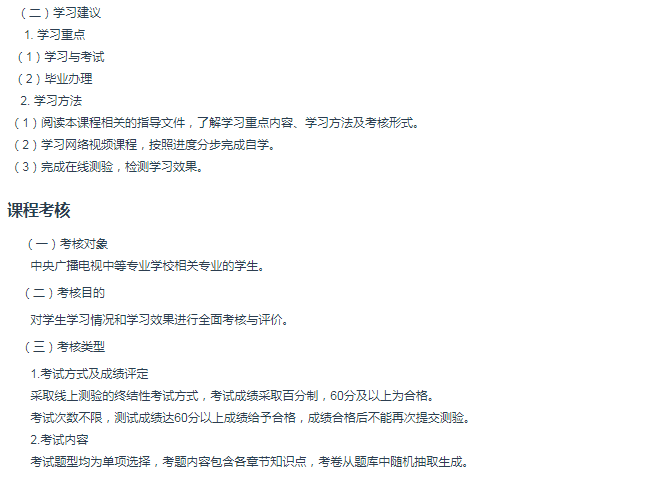 （二）学习建议
1. 学习重点
（1）学习与考试
（2）毕业办理
2. 学习方法
（1）阅读本课程相关的指导文件，了解学习重点内容、学习方法及考核形式。
（2）学习网络视频课程，按照进度分步完成自学。
（3）完成在线测验，检测学习效果。
课程考核
（一）考核对象
中央广播电视中等专业学校相关专业的学生。
（二）考核目的
对学生学习情况和学习效果进行全面考核与评价。
（三）考核类型
1.考试方式及成绩评定
采取线上测验的终结性考试方式，考试成绩采取百分制，60分及以上为合格。
考试次数不限，测试成绩达60分以上成绩给予合格，成绩合格后不能再次提交测验。
2.考试内容
考试题型均为单项选择，考题内容包含各章节知识点，考卷从题库中随机抽取生成。